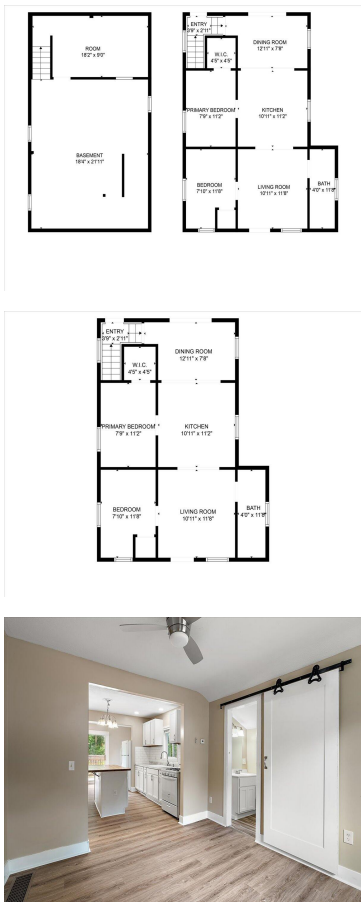 ROOM
18'2" x 9'0"
BASEMENT
18'4" x 21'11"
ENTRY
3'9" x 2'11"
W.I.C.
4'5" x 4'5"
DINING ROOM
12'11" x 7'8"
PRIMARY BEDROOM
7'9" x 11'2"
KITCHEN
10'11" x 11'2"
BEDROOM
7'10" x 11'8"
LIVING ROOM
10'11" x 11'8"
BATH
4'0" x 11'8"
ENTRY
3'9" x 2'11"
W.I.C.
4'5" x 4'5"
DINING ROOM
12'11" x 7'8"
PRIMARY BEDROOM
7'9" x 11'2"
KITCHEN
10'11" x 11'2"
BEDROOM
7'10" x 11'8"
LIVING ROOM
10'11" x 11'8"
BATH
4'0" x 11'8"